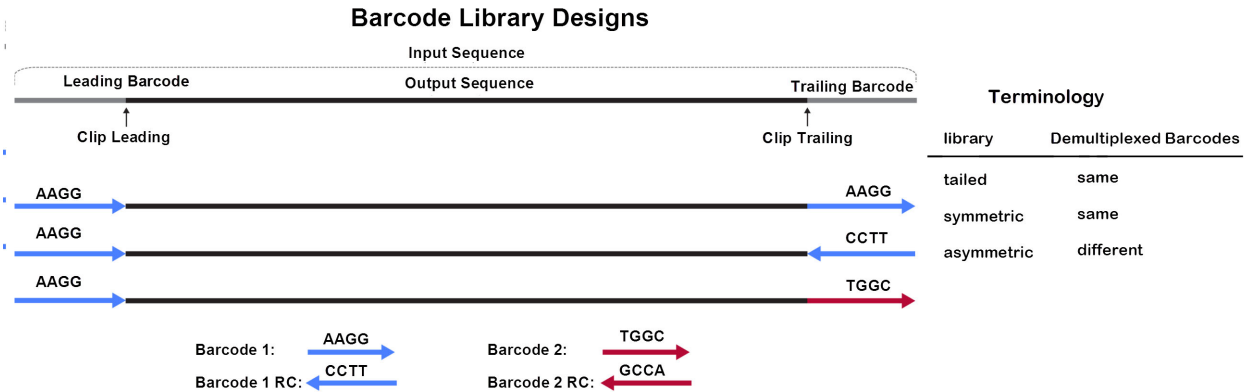 Barcode Library Designs
Input Sequence
Leading Barcode
Output Sequence
Trailing Barcode
Clip Leading
Clip Trailing
Terminology
library Demultiplexed Barcodes
tailed same
symmetric same
asymmetric different
AAGG AAGG
AAGG CCTT
AAGG TGGC
Barcode 1: AAGG Barcode 2: TGGC
Barcode 1 RC: CCTT Barcode 2 RC: GCCA